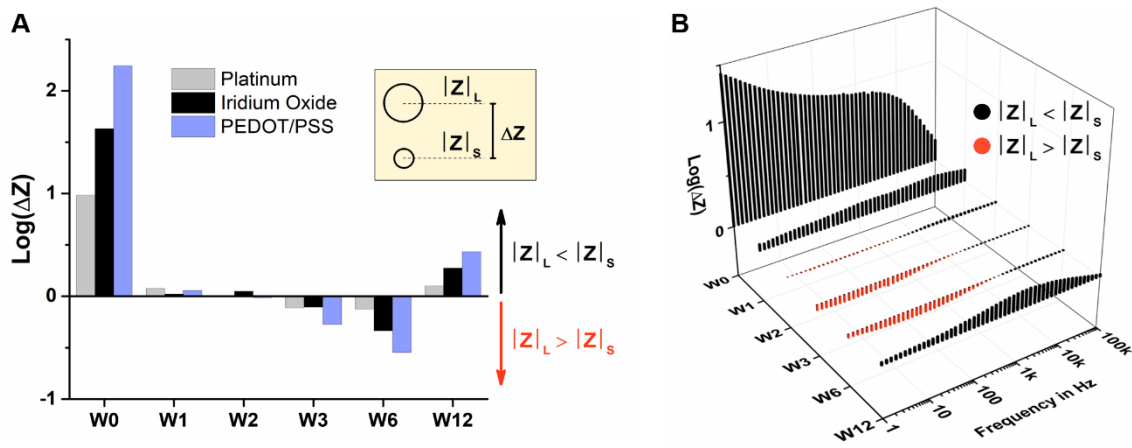 A
Platinum
Iridium Oxide
PEDOT/PSS
|Z|L
|Z|S
ΔZ
Log(ΔZ)
2
1
0
-1
|Z|L < |Z|S
|Z|L > |Z|S
W0 W1 W2 W3 W6 W12
B
|Z|L < |Z|S
|Z|L > |Z|S
Log(ΔZ)
1
0
W0
W1
W2
W3
W6
W12
1
10
100
1k
10k
100k
Frequency in Hz